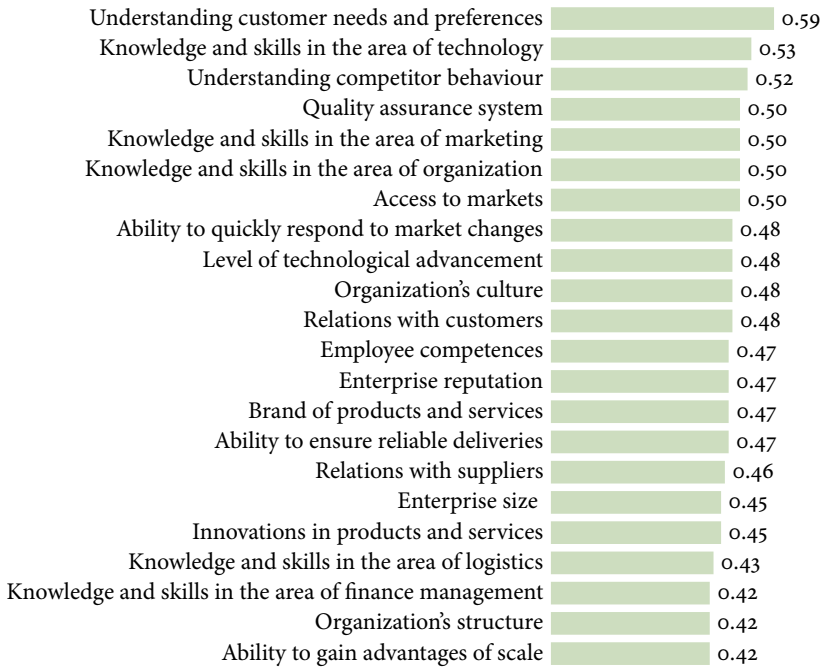 Understanding customer needs and preferences 0.59
Knowledge and skills in the area of technology 0.53
Understanding competitor behaviour 0.52
Quality assurance system 0.50
Knowledge and skills in the area of marketing 0.50
Knowledge and skills in the area of organization 0.50
Access to markets 0.50
Ability to quickly respond to market changes 0.48
Level of technological advancement 0.48
Organization's culture 0.48
Relations with customers 0.48
Employee competences 0.47
Enterprise reputation 0.47
Brand of products and services 0.47
Ability to ensure reliable deliveries 0.47
Relations with suppliers 0.46
Enterprise size 0.45
Innovations in products and services 0.45
Knowledge and skills in the area of logistics 0.43
Knowledge and skills in the area of finance management 0.42
Organization's structure 0.42
Ability to gain advantages of scale 0.42